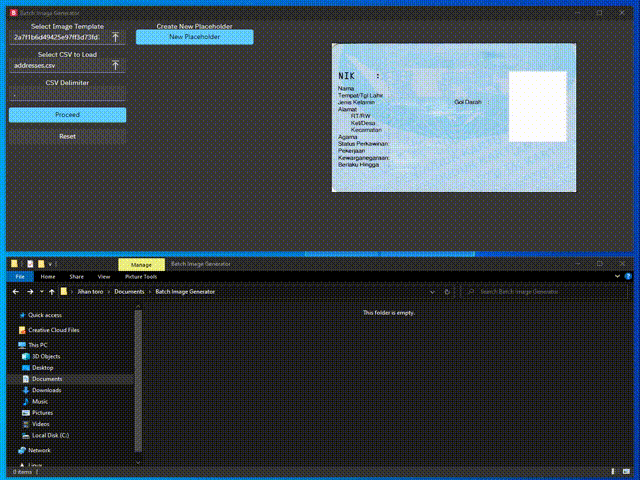 Batch Image Generator
Select Image Template
2a7f1b6d49425e97ff3d73fd
Select CSV to Load
addresses.csv
CSV Delimiter
,
Proceed
Reset
Create New Placeholder
New Placeholder
NIK :
Nama
Tempat/Tgl Lahir
Jenis Kelamin Gol Darah
Alamat
RT/RW
Kel/Desa
Kecamatan
Agama
Status Perkawinan
Pekerjaan
Kewarganegaraan:
Berlaku Hingga
Manage Batch Image Generator
File Home Share View Picture Tools
Jihan toro > Documents > Batch Image Generator
Search Batch Image Generator
Quick access
Creative Cloud Files
This PC
3D Objects
Desktop
Documents
Downloads
Music
Pictures
Videos
Local Disk (C:)
Network
Linux
This folder is empty.
0 items